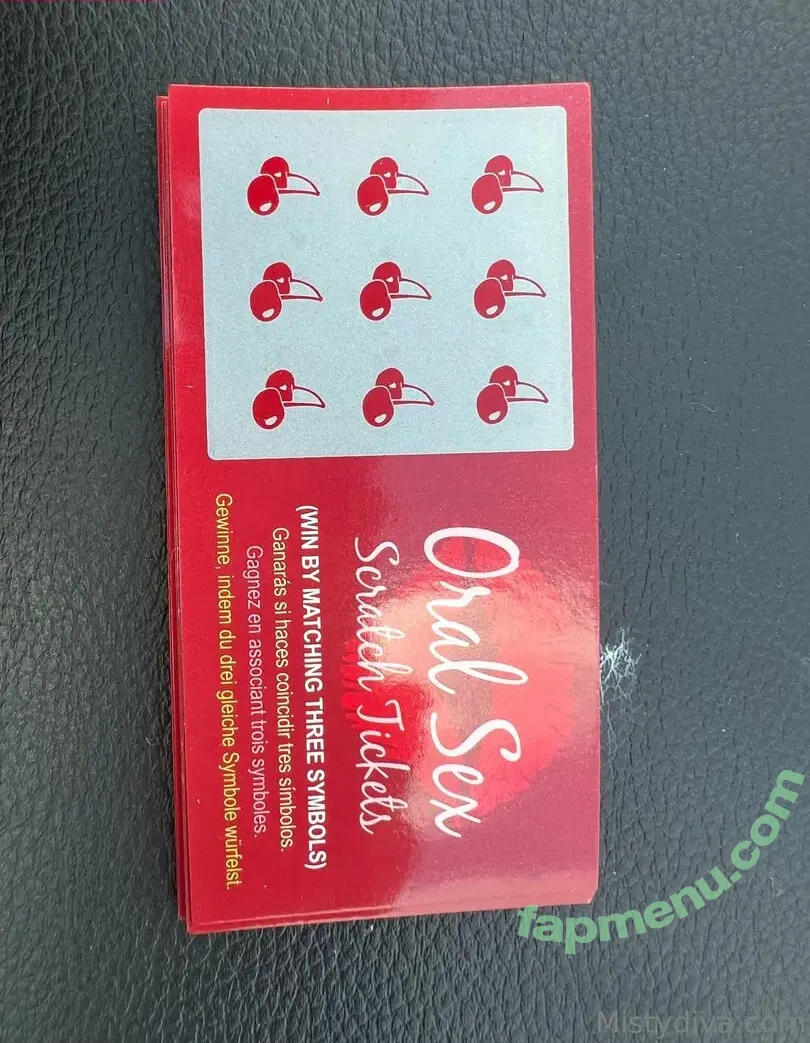 Oral Sex
Scratch Tickets
(WIN BY MATCHING THREE SYMBOLS)
Ganarás si haces coincidir tres símbolos.
Gagnez en associant trois symboles.
Gewinne, indem du drei gleiche Symbole würfelst.
fapmenu.com
Mistydiva.com